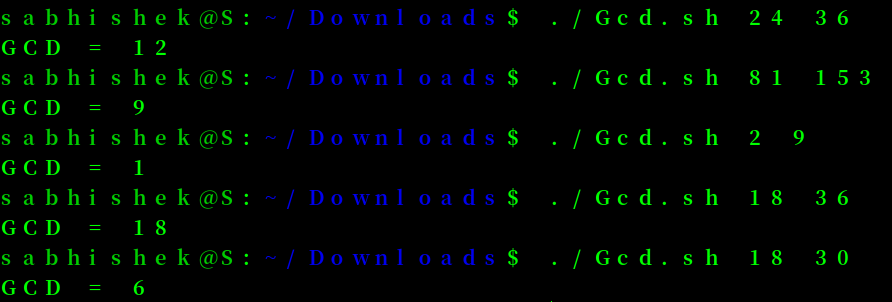 sabhishek@S:~/Downloads$ ./Gcd.sh 24 36
GCD = 12
sabhishek@S:~/Downloads$ ./Gcd.sh 81 153
GCD = 9
sabhishek@S:~/Downloads$ ./Gcd.sh 2 9
GCD = 1
sabhishek@S:~/Downloads$ ./Gcd.sh 18 36
GCD = 18
sabhishek@S:~/Downloads$ ./Gcd.sh 18 30
GCD = 6